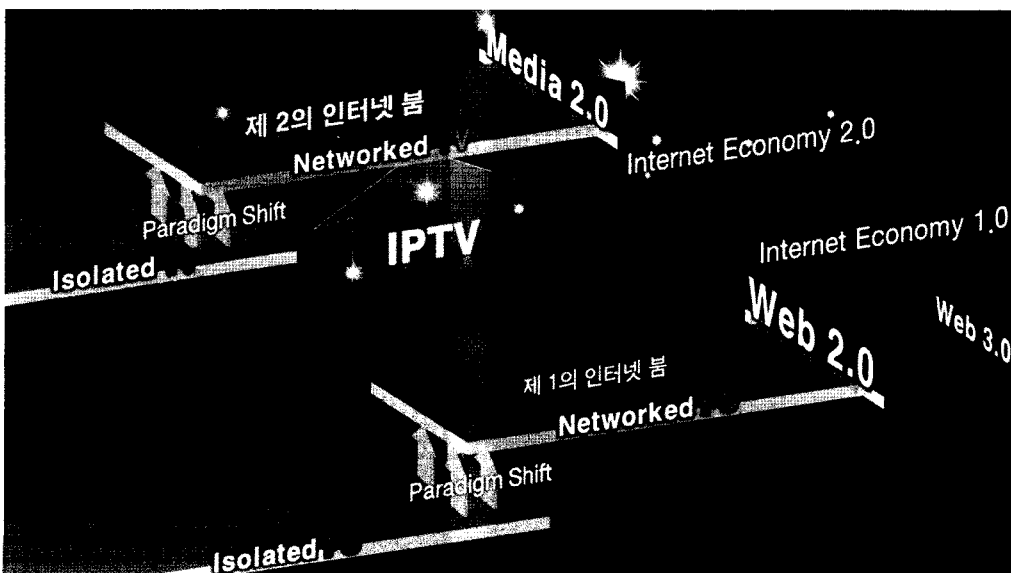 Media 2.0
제 2의 인터넷 붐
Networked
Internet Economy 2.0
Paradigm Shift
IPTV
Isolated
Internet Economy 1.0
Web 2.0
Web 3.0
제 1의 인터넷 붐
Networked
Paradigm Shift
Isolated